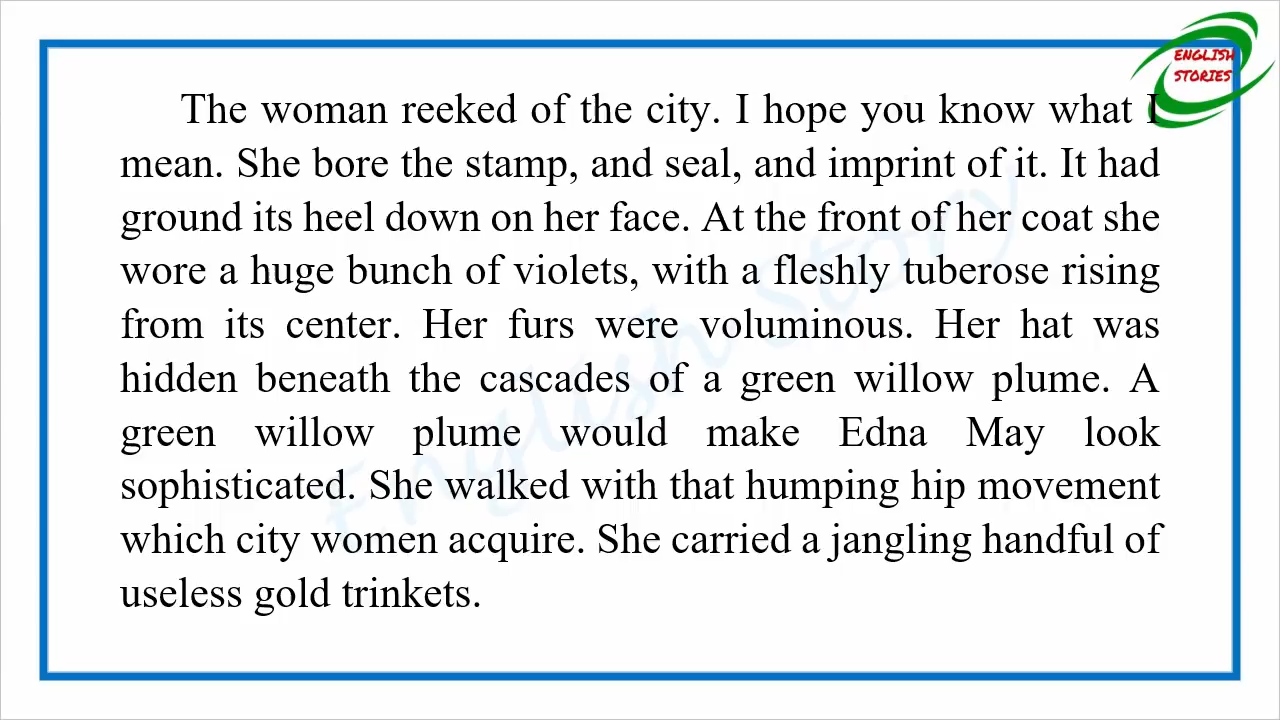 ENGLISH
STORIES
The woman reeked of the city. I hope you know what I
mean. She bore the stamp, and seal, and imprint of it. It had
ground its heel down on her face. At the front of her coat she
wore a huge bunch of violets, with a fleshly tuberose rising
from its center. Her furs were voluminous. Her hat was
hidden beneath the cascades of a green willow plume. A
green willow plume would make Edna May look
sophisticated. She walked with that humping hip movement
which city women acquire. She carried a jangling handful of
useless gold trinkets.
English Story